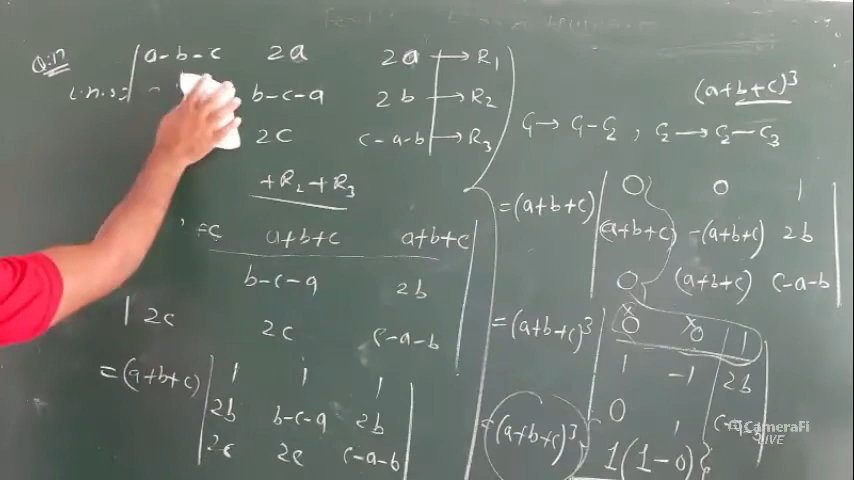 Q.17
L.H.S = | a-b-c 2a 2a | → R₁
b-c-a 2b → R₂
2c c-a-b → R₃
+R₂+R₃
+c a+b+c a+b+c
b-c-a 2b
2c 2c c-a-b
= (a+b+c) | 1 1 1 |
2b b-c-a 2b
2c 2c c-a-b
(a+b+c)³
C₁ → C₁-C₂ , C₂ → C₂-C₃
= (a+b+c) | 0 0 1 |
(a+b+c) -(a+b+c) 2b
0 (a+b+c) c-a-b
= (a+b+c)³ | 0 0 1 |
1 -1 2b
0 1
= (a+b+c)³ { 1(1-0) }
CameraFi
LIVE